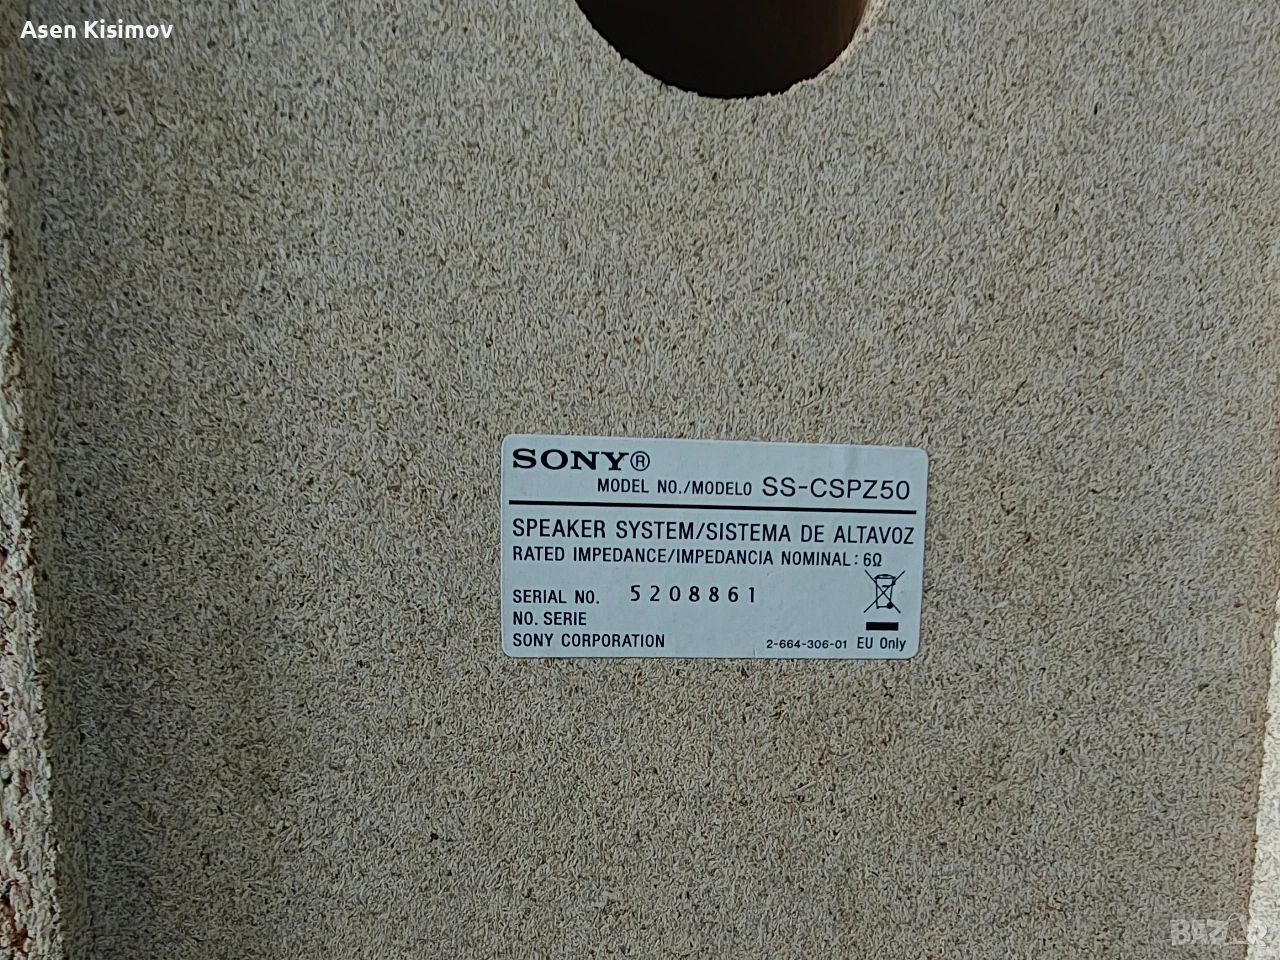 Asen Kisimov
SONY®
MODEL NO./MODELO SS-CSPZ50
SPEAKER SYSTEM/SISTEMA DE ALTAVOZ
RATED IMPEDANCE/IMPEDANCIA NOMINAL: 6Ω
SERIAL NO. 5208861
NO. SERIE
SONY CORPORATION 2-664-306-01 EU Only
BAZAR